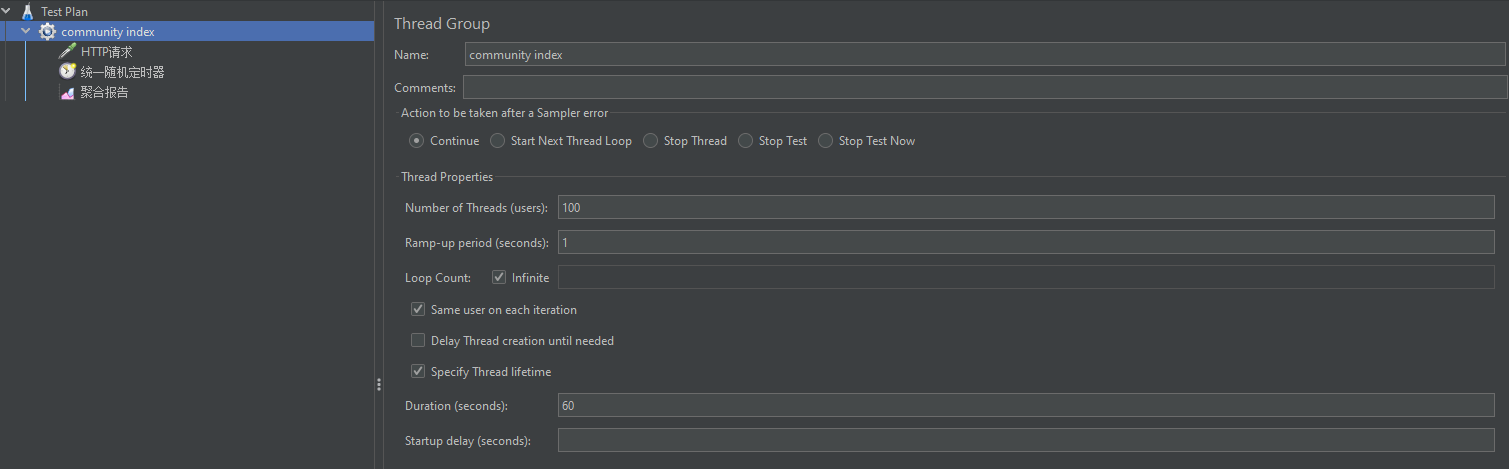 Test Plan
community index
HTTP请求
统一随机定时器
聚合报告
Thread Group
Name: community index
Comments:
Action to be taken after a Sampler error
Continue Start Next Thread Loop Stop Thread Stop Test Stop Test Now
Thread Properties
Number of Threads (users): 100
Ramp-up period (seconds): 1
Loop Count: Infinite
Same user on each iteration
Delay Thread creation until needed
Specify Thread lifetime
Duration (seconds): 60
Startup delay (seconds):